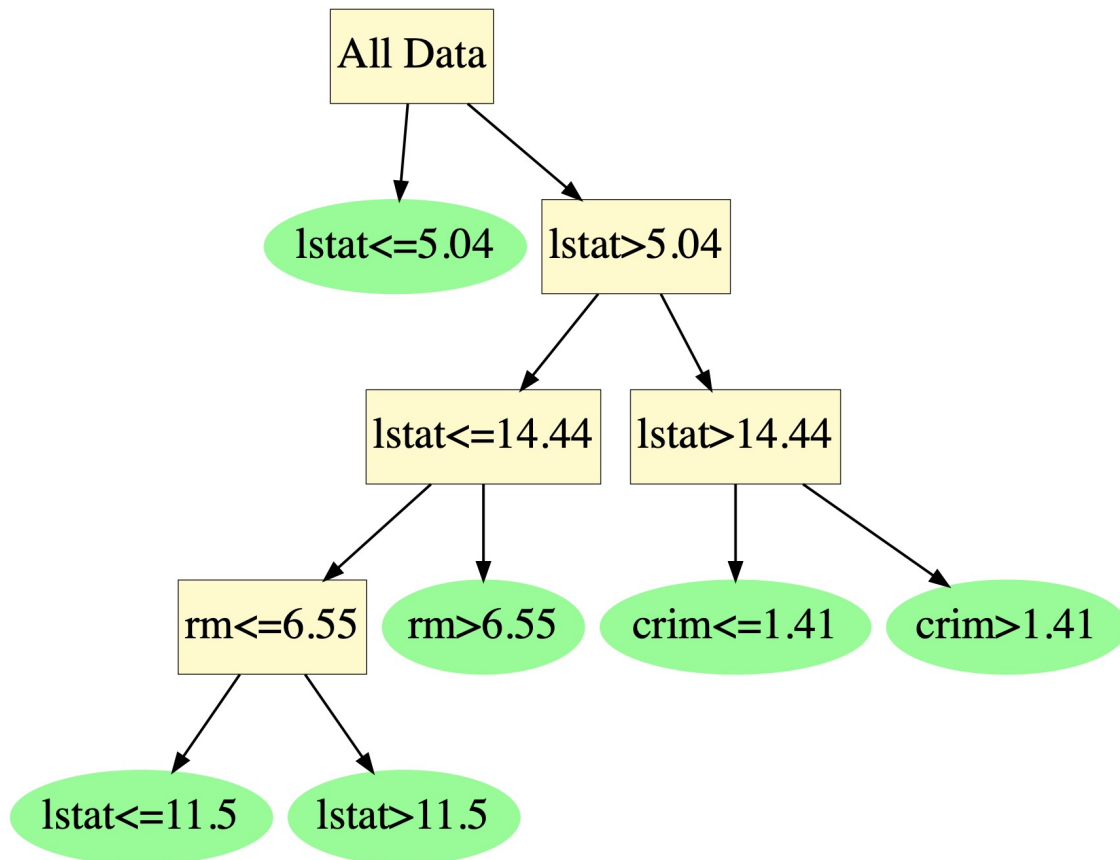 All Data
lstat<=5.04
lstat>5.04
lstat<=14.44
lstat>14.44
rm<=6.55
rm>6.55
crim<=1.41
crim>1.41
lstat<=11.5
lstat>11.5